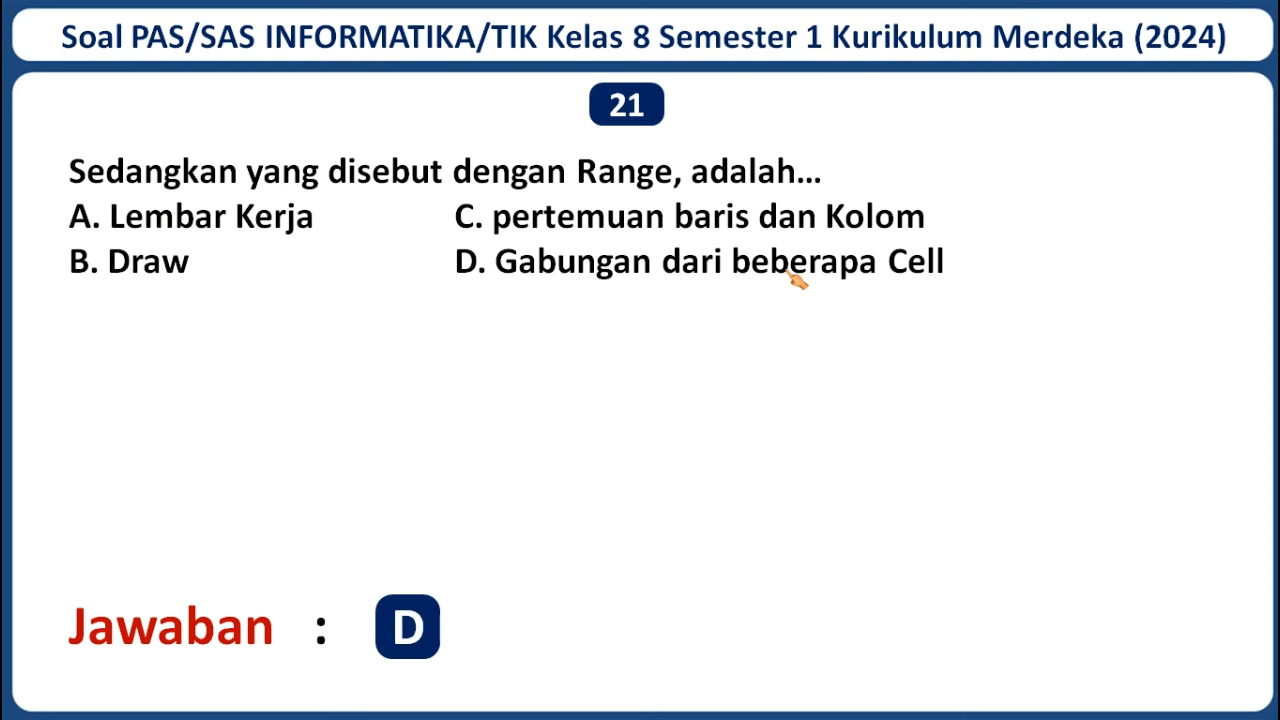 Soal PAS/SAS INFORMATIKA/TIK Kelas 8 Semester 1 Kurikulum Merdeka (2024)
21
Sedangkan yang disebut dengan Range, adalah...
A. Lembar Kerja C. pertemuan baris dan Kolom
B. Draw D. Gabungan dari beberapa Cell
Jawaban : D